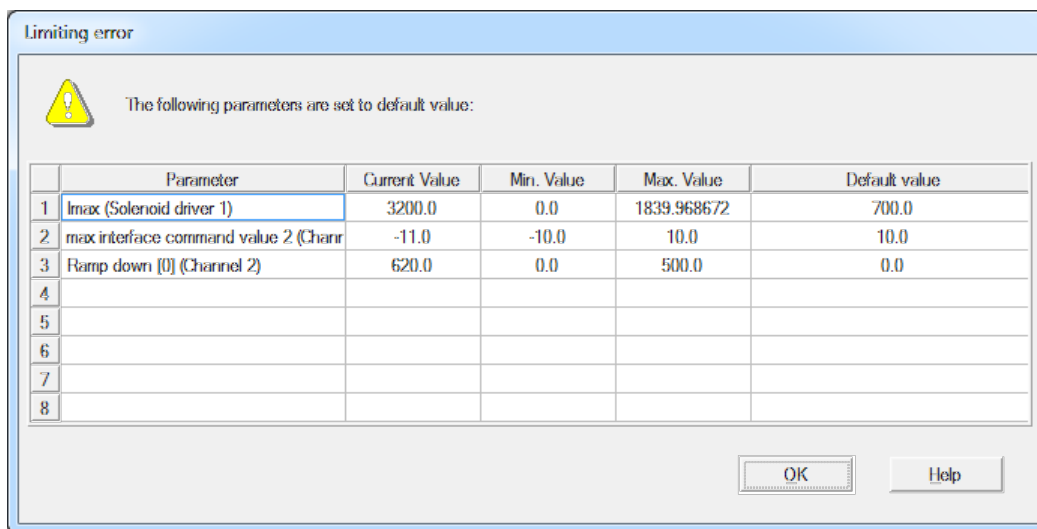 Limiting error
The following parameters are set to default value:
Parameter Current Value Min. Value Max. Value Default value
1 Imax (Solenoid driver 1) 3200.0 0.0 1839.968672 700.0
2 max interface command value 2 (Chanr -11.0 -10.0 10.0 10.0
3 Ramp down [0] (Channel 2) 620.0 0.0 500.0 0.0
4
5
6
7
8
OK Help